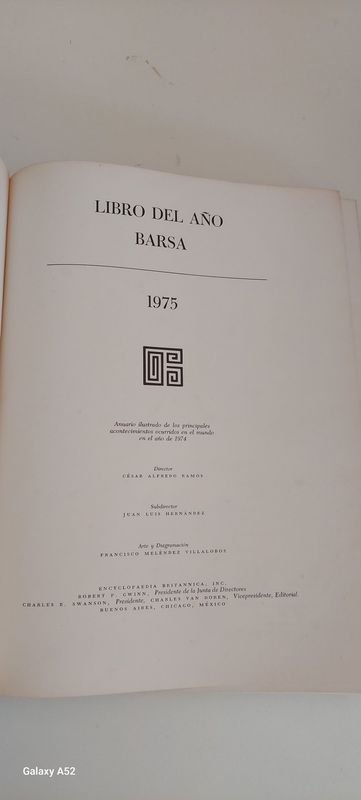 LIBRO DEL AÑO
BARSA
1975
Anuario ilustrado de los principales
acontecimientos ocurridos en el mundo
en el año de 1974
Director
CÉSAR ALFREDO RAMOS
Subdirector
JUAN LUIS HERNÁNDEZ
Arte y Diagramación
FRANCISCO MELÉNDEZ VILLALOBOS
ENCYCLOPAEDIA BRITANNICA, INC.
ROBERT P. GWINN, Presidente de la Junta de Directores
CHARLES E. SWANSON, Presidente, CHARLES VAN DOREN, Vicepresidente, Editorial.
BUENOS AIRES, CHICAGO, MÉXICO
Galaxy A52